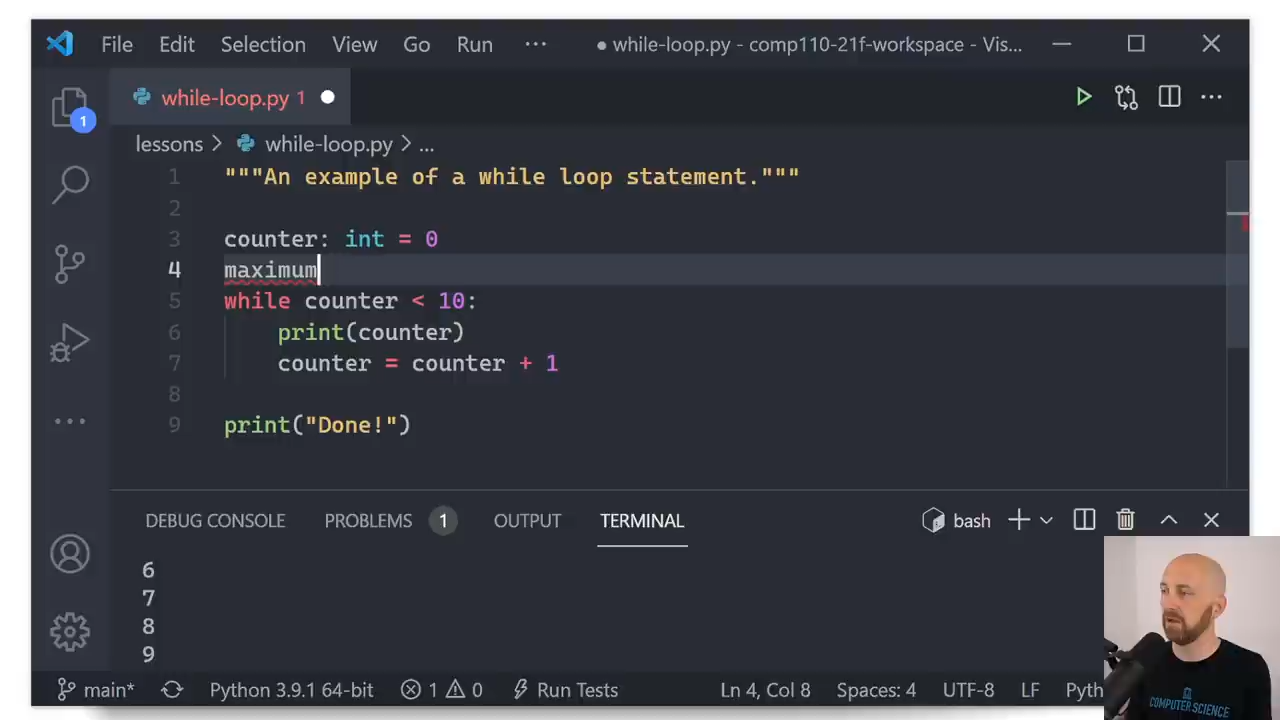 File Edit Selection View Go Run ··· ● while-loop.py - comp110-21f-workspace - Vis...
while-loop.py 1
1
lessons > while-loop.py > ...
1 """An example of a while loop statement."""
2
3 counter: int = 0
4 maximum
5 while counter < 10:
6 print(counter)
7 counter = counter + 1
8
9 print("Done!")
DEBUG CONSOLE PROBLEMS 1 OUTPUT TERMINAL bash
6
7
8
9
main* Python 3.9.1 64-bit 1 0 Run Tests Ln 4, Col 8 Spaces: 4 UTF-8 LF Pyth
COMPUTER SCIENCE